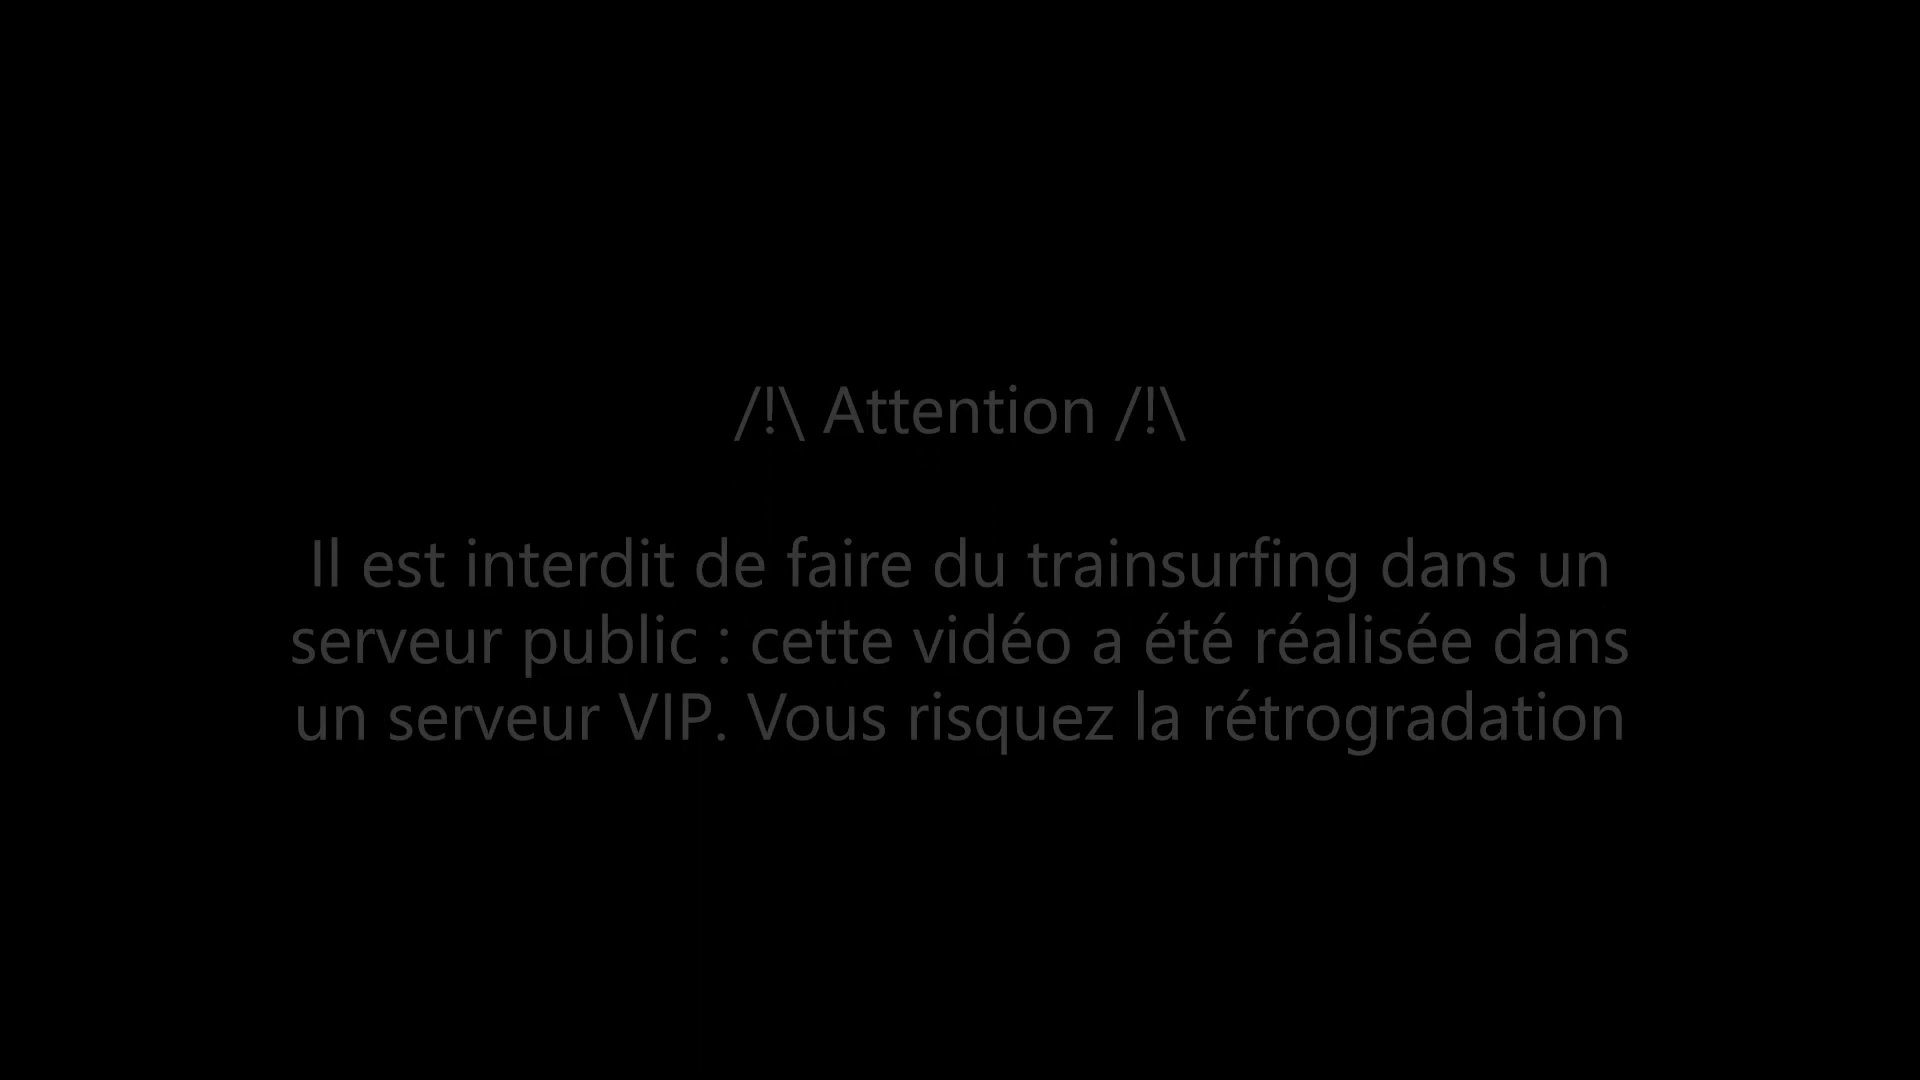 /!\ Attention /!\
Il est interdit de faire du trainsurfing dans un
serveur public : cette vidéo a été réalisée dans
un serveur VIP. Vous risquez la rétrogradation